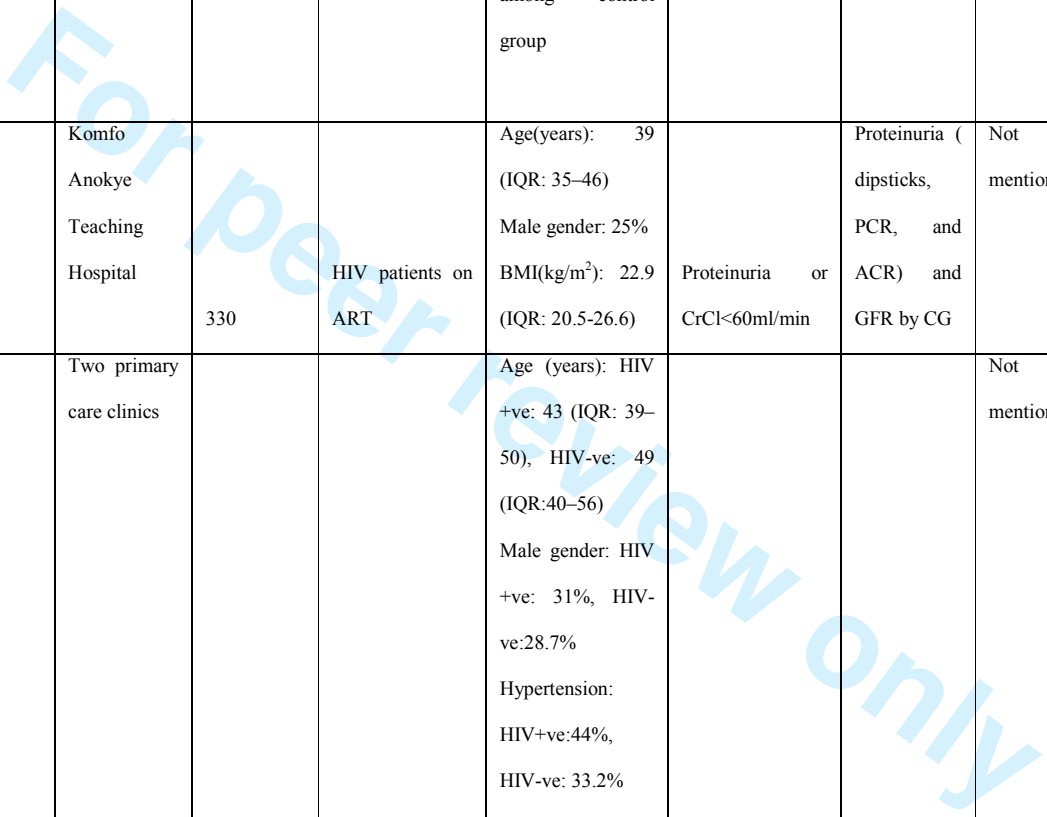 group
Komfo
Anokye
Teaching
Hospital
330
HIV patients on
ART
Age(years): 39
(IQR: 35–46)
Male gender: 25%
BMI(kg/m²): 22.9
(IQR: 20.5-26.6)
Proteinuria or
CrCl<60ml/min
Proteinuria (
dipsticks,
PCR, and
ACR) and
GFR by CG
Not
Two primary
care clinics
Age (years): HIV
+ve: 43 (IQR: 39–
50), HIV-ve: 49
(IQR:40–56)
Male gender: HIV
+ve: 31%, HIV-
ve:28.7%
Hypertension:
HIV+ve:44%,
HIV-ve: 33.2%
Not
For peer review only